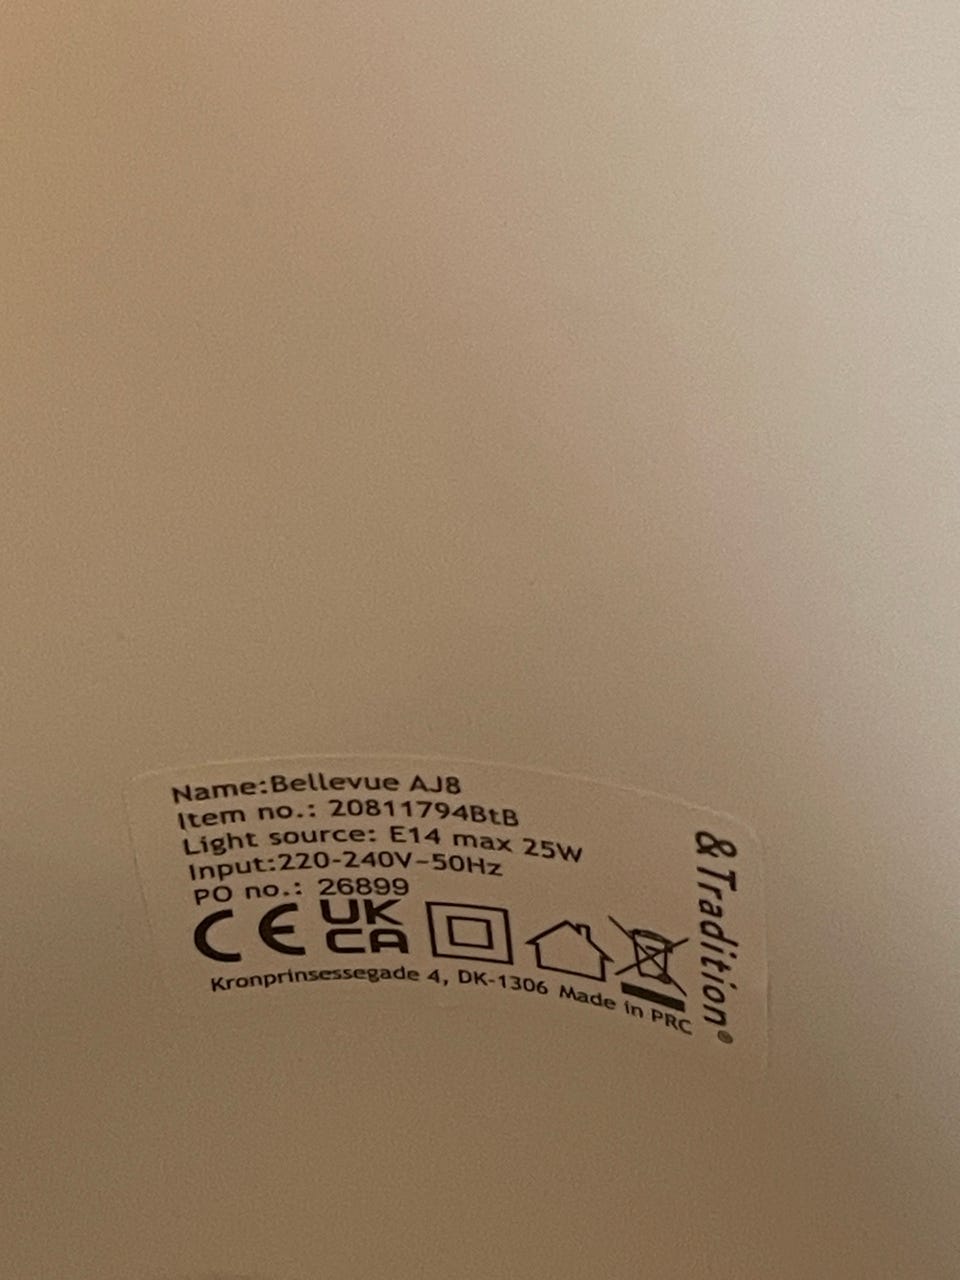 Name:Bellevue AJ8
Item no.: 20811794BtB
Light source: E14 max 25W
Input:220-240V~50Hz
PO no.: 26899
CE UK
CA
Kronprinsessegade 4, DK-1306 Made in PRC
&Tradition®